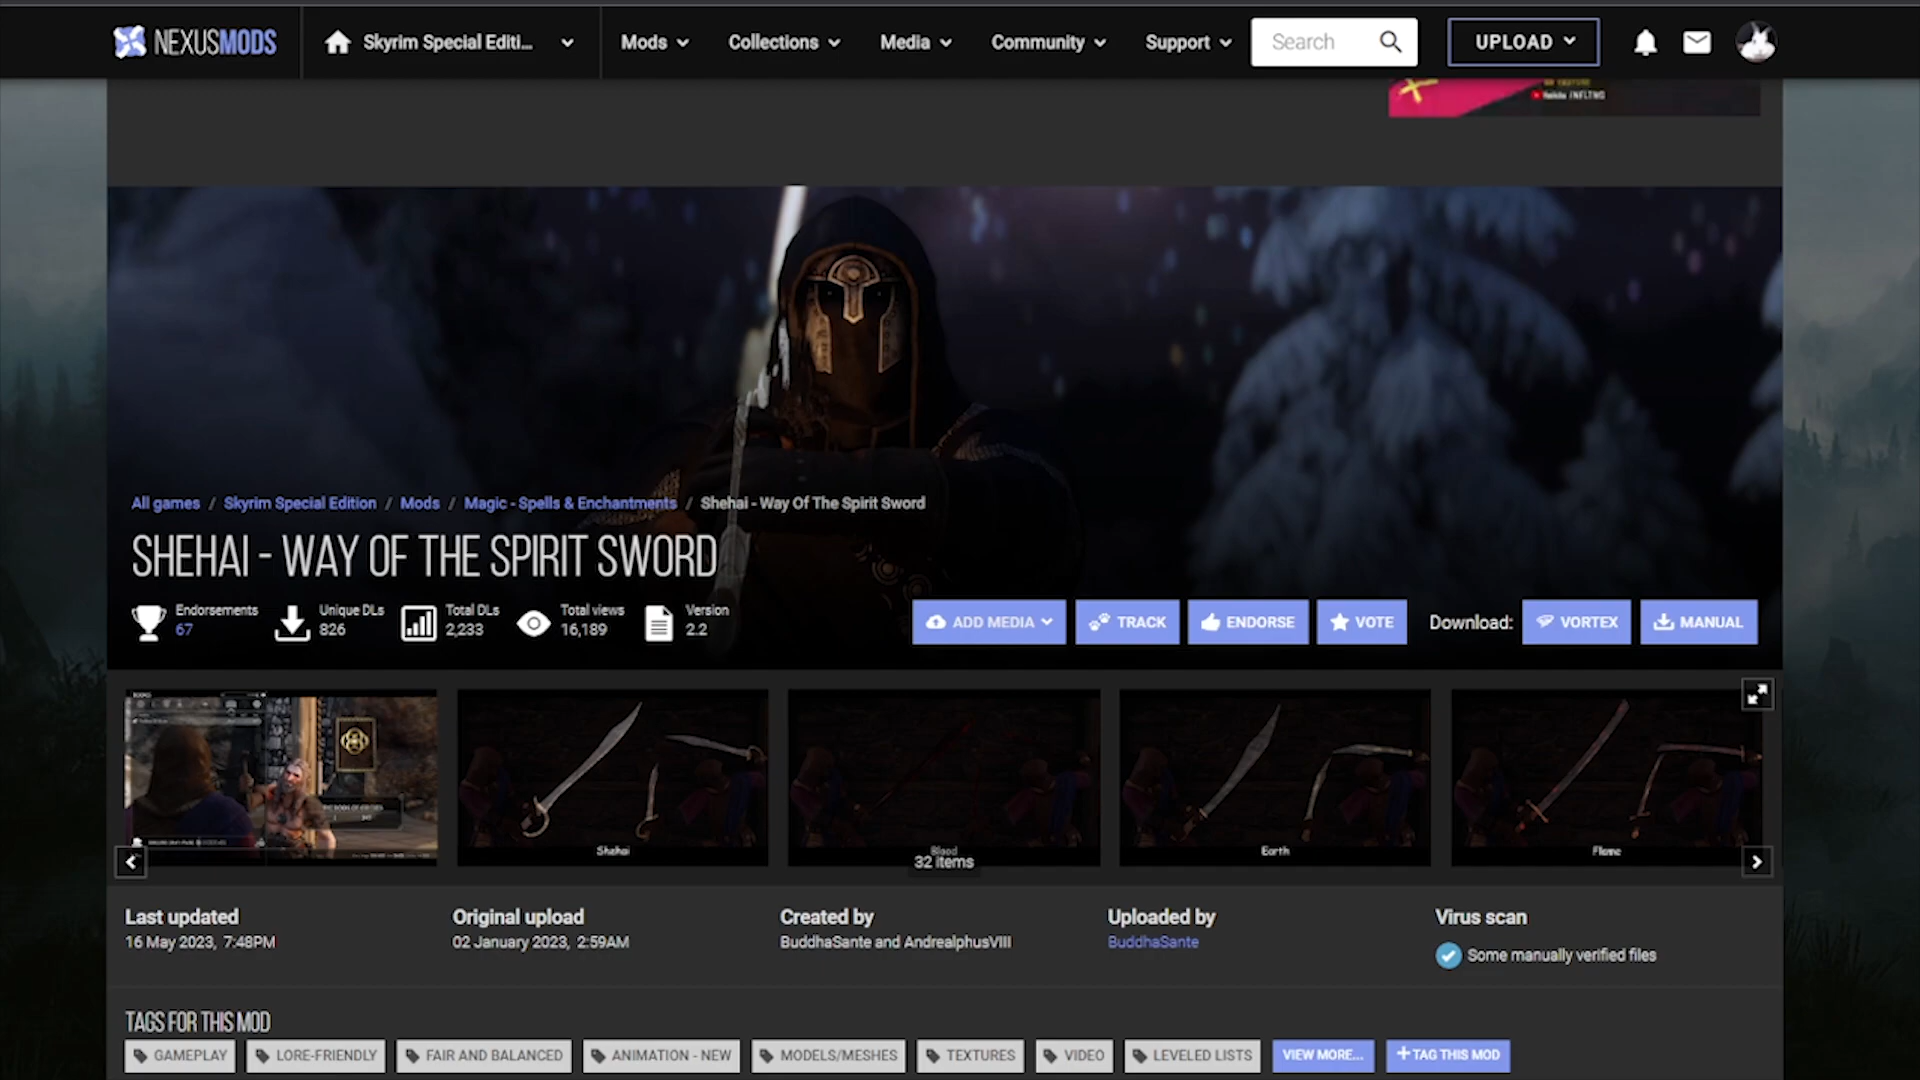 NEXUSMODS
Skyrim Special Editi...
Mods
Collections
Media
Community
Support
Search
UPLOAD
All games / Skyrim Special Edition / Mods / Magic - Spells & Enchantments / Shehai - Way Of The Spirit Sword
SHEHAI - WAY OF THE SPIRIT SWORD
Endorsements
67
Unique DLs
826
Total DLs
2,233
Total views
16,189
Version
2.2
ADD MEDIA
TRACK
ENDORSE
VOTE
Download:
VORTEX
MANUAL
Shehai
Blood
Earth
Flame
32 items
Last updated
16 May 2023, 7:48PM
Original upload
02 January 2023, 2:59AM
Created by
BuddhaSante and AndrealphusVIII
Uploaded by
BuddhaSante
Virus scan
Some manually verified files
TAGS FOR THIS MOD
GAMEPLAY
LORE-FRIENDLY
FAIR AND BALANCED
ANIMATION - NEW
MODELS/MESHES
TEXTURES
VIDEO
LEVELED LISTS
VIEW MORE...
+TAG THIS MOD